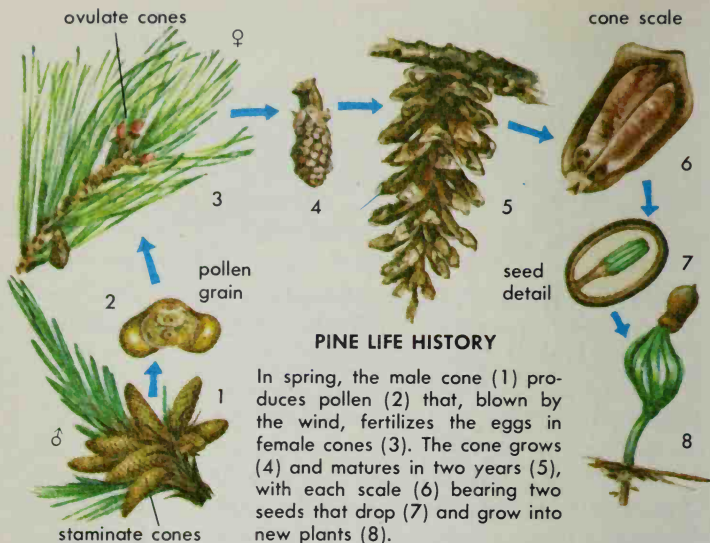 ovulate cones
♀
cone scale
3
4
5
6
2
pollen
grain
seed
detail
7
PINE LIFE HISTORY
In spring, the male cone (1) pro-
duces pollen (2) that, blown by
the wind, fertilizes the eggs in
female cones (3). The cone grows
(4) and matures in two years (5),
with each scale (6) bearing two
seeds that drop (7) and grow into
new plants (8).
1
♂
8
staminate cones